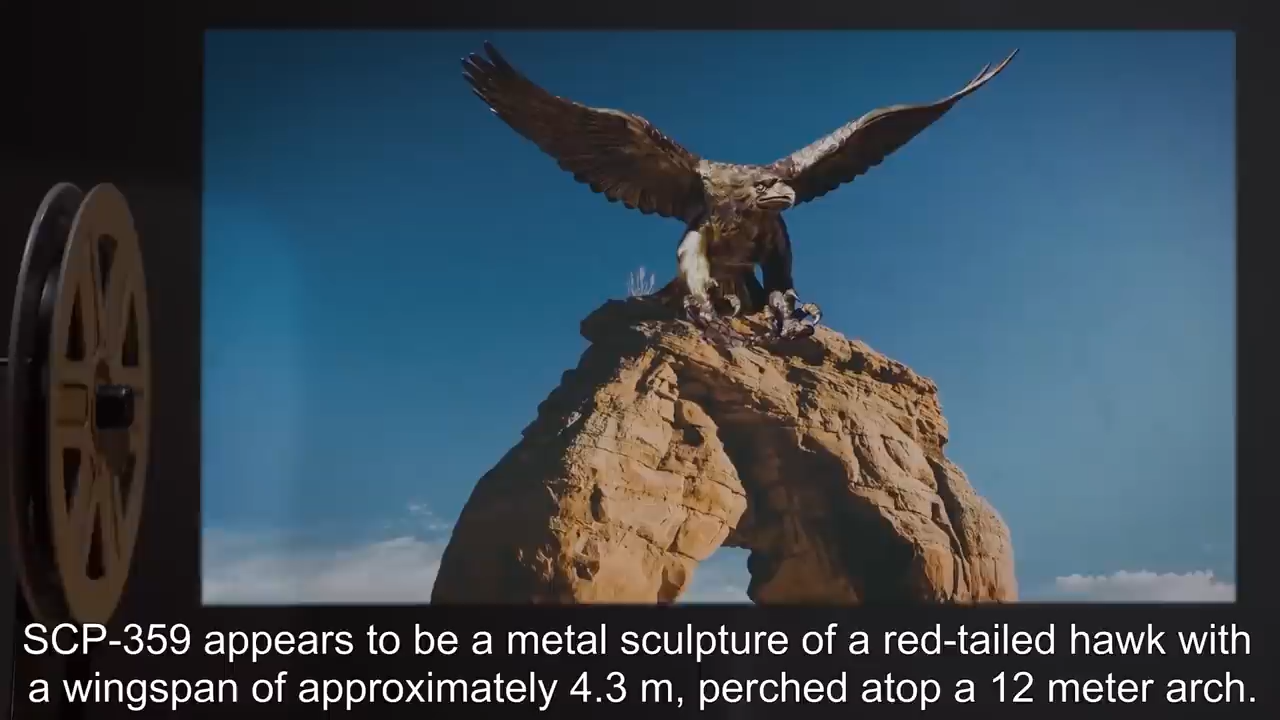 SCP-359 appears to be a metal sculpture of a red-tailed hawk with
a wingspan of approximately 4.3 m, perched atop a 12 meter arch.